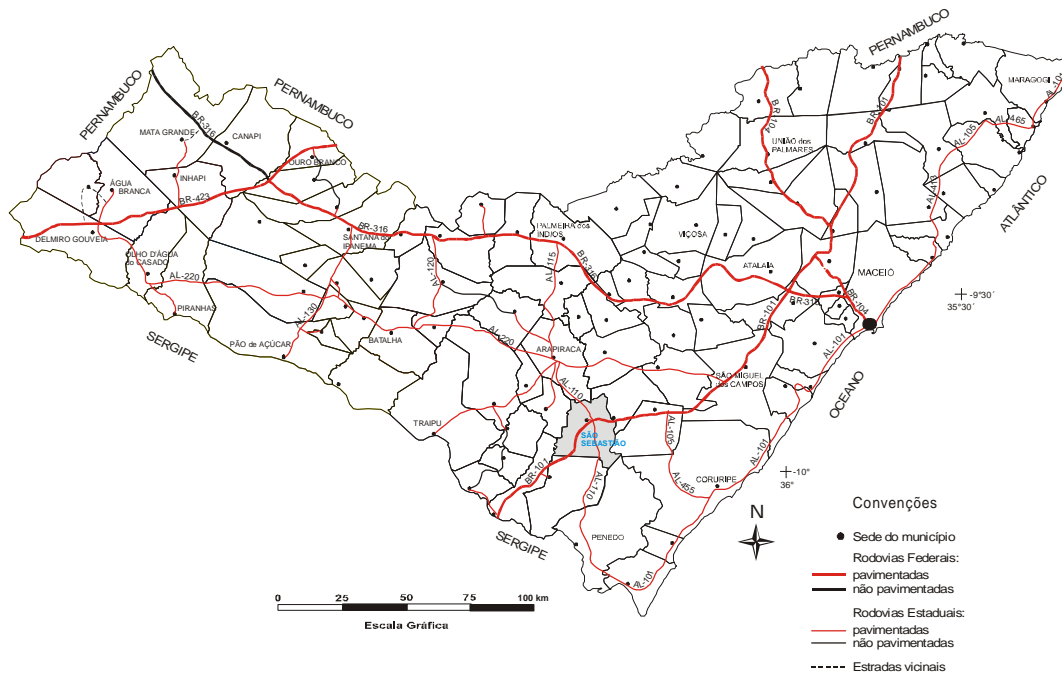 PERNAMBUCO
MARAGOGI
AL-101
PERNAMBUCO
PERNAMBUCO
BR-316
MATA GRANDE
CANAPI
BR-104
BR-101
AL-465
AL-105
UNIÃO dos
PALMARES
OURO BRANCO
INHAPI
ÁGUA
BRANCA
BR-423
AL-413
ATLÂNTICO
DELMIRO GOUVEIA
BR-316
SANTANA do
IPANEMA
PALMEIRA dos
ÍNDIOS
VIÇOSA
OLHO D'ÁGUA
do CASADO
AL-220
AL-120
AL-115
BR-316
ATALAIA
MACEIÓ
BR-316
BR-104
-9°30´
35°30´
PIRANHAS
AL-130
BR-101
AL-101
SERGIPE
PÃO de AÇÚCAR
BATALHA
AL-220
ARAPIRACA
SÃO MIGUEL
dos CAMPOS
OCEANO
AL-110
TRAIPU
SÃO
SEBASTIÃO
AL-105
AL-101
BR-101
AL-110
AL-455
CORURIPE
-10°
36°
SERGIPE
PENEDO
AL-101
N
Convenções
Sede do município
Rodovias Federais:
pavimentadas
não pavimentadas
Rodovias Estaduais:
pavimentadas
não pavimentadas
Estradas vicinais
0 25 50 75 100 km
Escala Gráfica